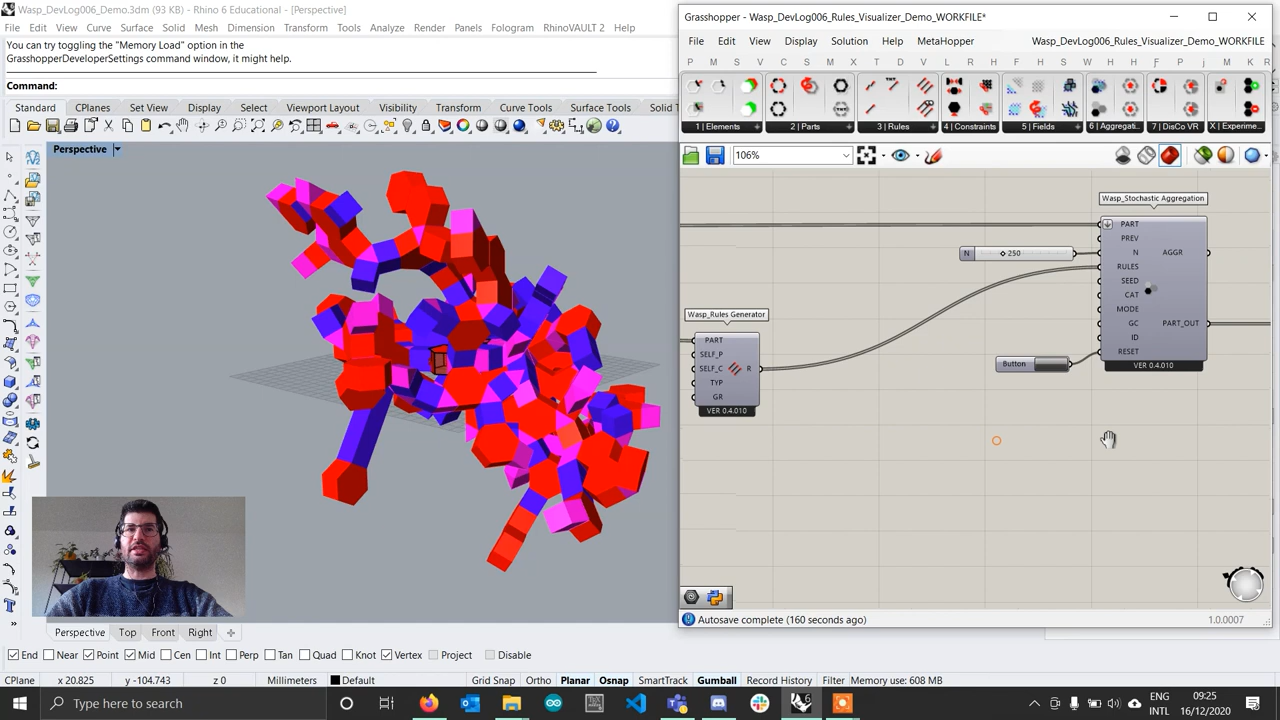 Wasp_DevLog006_Rules_Visualizer_Demo.3dm (93 KB) - Rhino 6 Educational - [Perspective]
File Edit View Curve Surface Solid Mesh Dimension Transform Tools Analyze Render Panels Fologram RhinoVAULT 2 Help
You can try toggling the "Memory Load" option in the
GrasshopperDeveloperSettings command window, it might help.
Command:
Standard CPlanes Set View Display Select Viewport Layout Visibility Transform Curve Tools Surface Tools Solid To
Perspective
Perspective Top Front Right
End Near Point Mid Cen Int Perp Tan Quad Knot Vertex Project Disable
CPlane x 20.825 y -104.743 z 0 Millimeters Default Grid Snap Ortho Planar Osnap SmartTrack Gumball Record History Filter Memory use: 608 MB
Grasshopper - Wasp_DevLog006_Rules_Visualizer_Demo_WORKFILE*
File Edit View Display Solution Help MetaHopper Wasp_DevLog006_Rules_Visualizer_Demo_WORKFILE
P M S V C S S D M A U T K V W H L K B H F S M H H F P C G M K R
1 | Elements 2 | Parts 3 | Rules 4 | Constraints 5 | Fields 6 | Aggregati.. 7 | DisCo VR X | Experime..
106%
Wasp_Stochastic Aggregation
PART
PREV
N AGGR
RULES
SEED
CAT
MODE
GC PART_OUT
ID
RESET
VER 0.4.010
N 250
Button
Wasp_Rules Generator
PART
SELF_P
SELF_C R
TYP
GR
VER 0.4.010
Autosave complete (160 seconds ago) 1.0.0007
Type here to search
ENG
INTL
09:25
16/12/2020